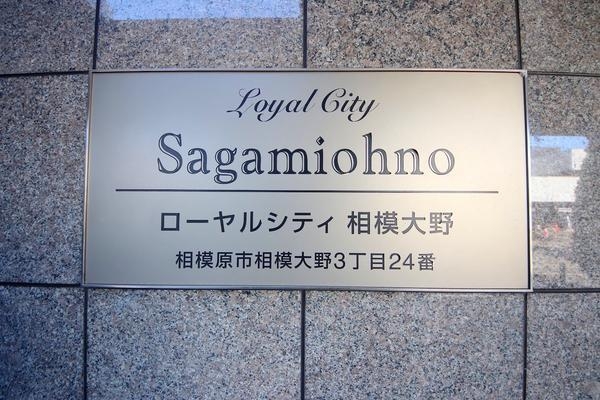 Loyal City
Sagamiohno
ローヤルシティ 相模大野
相模原市相模大野3丁目24番